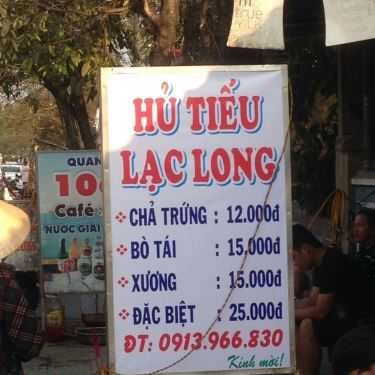 HỦ TIẾU
LẠC LONG
CHẢ TRỨNG : 12.000đ
BÒ TÁI : 15.000đ
XƯƠNG : 15.000đ
ĐẶC BIỆT : 25.000đ
ĐT: 0913.966.830
Kính mời!
QUÁN
10
Café
NƯỚC GIẢI
true